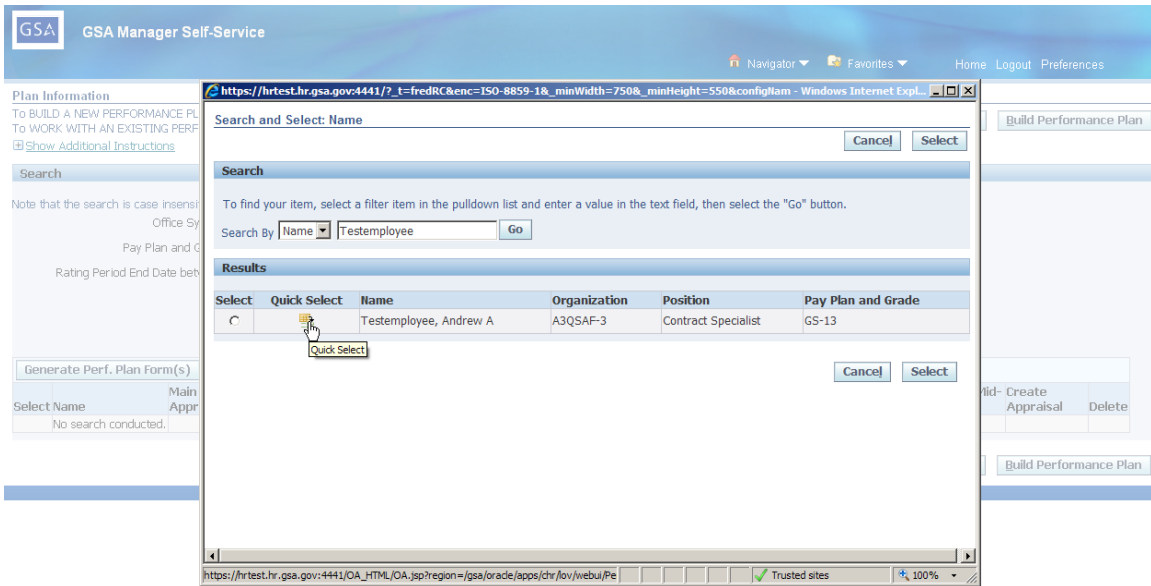 GSA
GSA Manager Self-Service
Navigator Favorites Home Logout Preferences
Plan Information
To BUILD A NEW PERFORMANCE PL
To WORK WITH AN EXISTING PERF
Show Additional Instructions
Build Performance Plan
Search
Note that the search is case insensi
Office Sy
Pay Plan and G
Rating Period End Date betw
Generate Perf. Plan Form(s)
Select Name Main Appr
No search conducted.
Mid- Create Appraisal Delete
Build Performance Plan
https://hrtest.hr.gsa.gov:4441/?_t=fredRC&enc=ISO-8859-1&_minWidth=750&_minHeight=550&configNam - Windows Internet Expl...
Search and Select: Name
Cancel Select
Search
To find your item, select a filter item in the pulldown list and enter a value in the text field, then select the "Go" button.
Search By Name Testemployee Go
Results
Select Quick Select Name Organization Position Pay Plan and Grade
Testemployee, Andrew A A3QSAF-3 Contract Specialist GS-13
Quick Select
Cancel Select
https://hrtest.hr.gsa.gov:4441/OA_HTML/OA.jsp?region=/gsa/oracle/apps/chr/lov/webui/Pe Trusted sites 100%